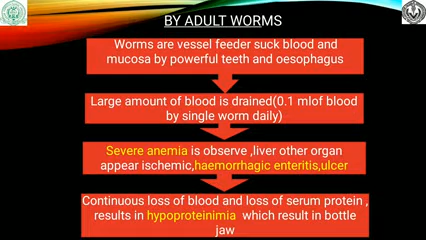 BY ADULT WORMS
Worms are vessel feeder suck blood and
mucosa by powerful teeth and oesophagus
Large amount of blood is drained(0.1 mlof blood
by single worm daily)
Severe anemia is observe ,liver other organ
appear ischemic,haemorrhagic enteritis,ulcer
Continuous loss of blood and loss of serum protein ,
results in hypoproteinimia which result in bottle
jaw